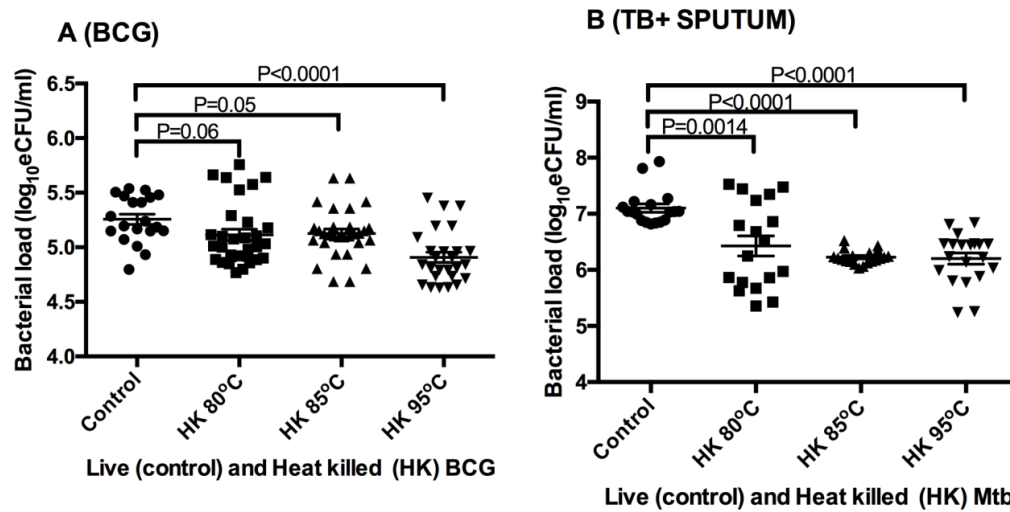 A (BCG)
Bacterial load (log10eCFU/ml)
6.5
6.0
5.5
5.0
4.5
4.0
P<0.0001
P=0.05
P=0.06
Control
HK 80°C
HK 85°C
HK 95°C
Live (control) and Heat killed (HK) BCG
B (TB+ SPUTUM)
Bacterial load (log10eCFU/ml)
9
8
7
6
5
4
P<0.0001
P<0.0001
P=0.0014
Control
HK 80°C
HK 85°C
HK 95°C
Live (control) and Heat killed (HK) Mtb